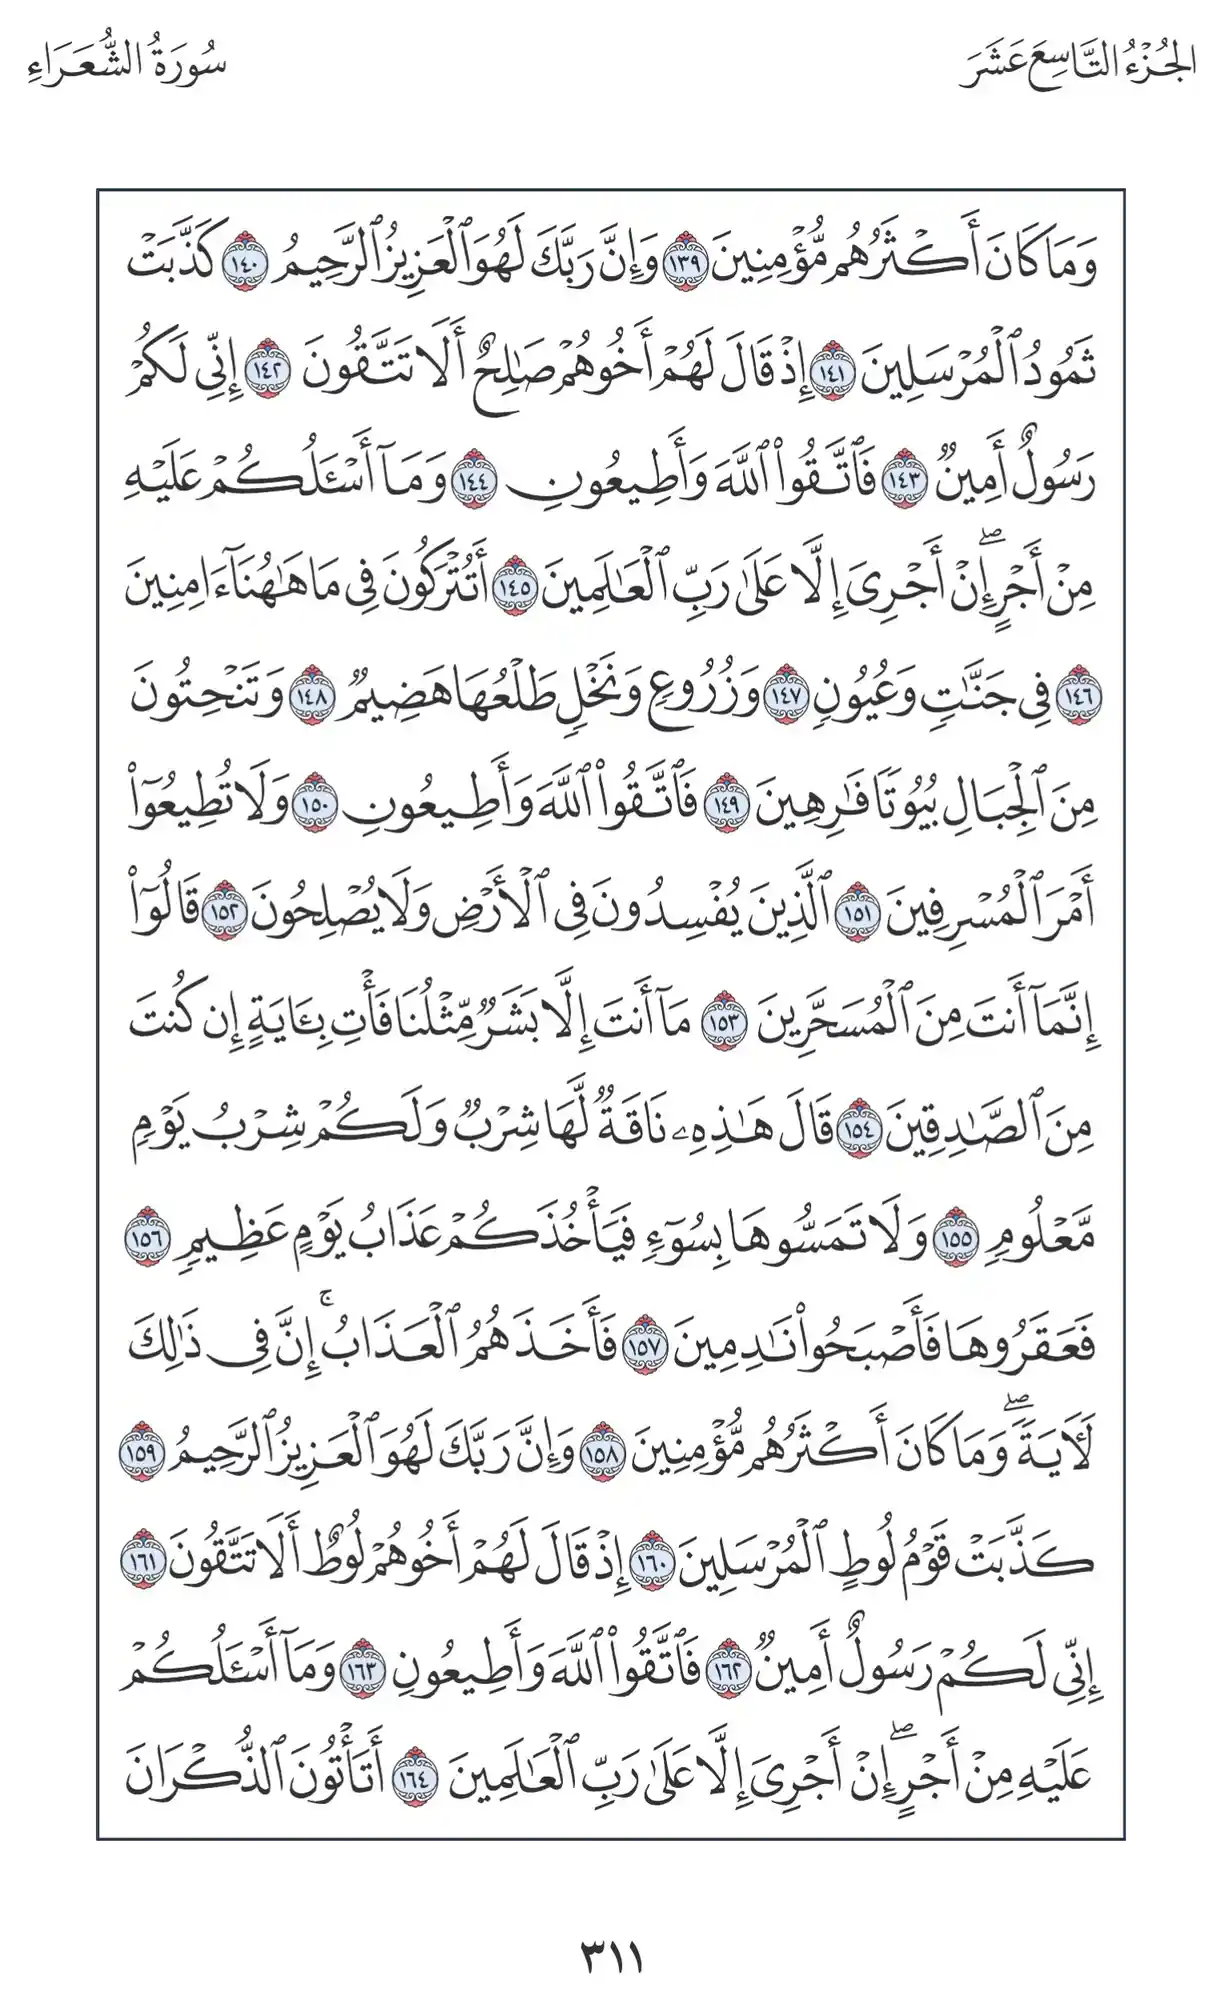 الجُزْءُ التَّاسِعَ عَشَرَ
سُورَةُ الشُّعَرَاءِ
وَمَا كَانَ أَكْثَرُهُم مُّؤْمِنِينَ ١٣٩ وَإِنَّ رَبَّكَ لَهُوَ ٱلْعَزِيزُ ٱلرَّحِيمُ ١٤٠ كَذَّبَتْ
ثَمُودُ ٱلْمُرْسَلِينَ ١٤١ إِذْ قَالَ لَهُمْ أَخُوهُمْ صَٰلِحٌ أَلَا تَتَّقُونَ ١٤٢ إِنِّى لَكُمْ
رَسُولٌ أَمِينٌ ١٤٣ فَٱتَّقُوا۟ ٱللَّهَ وَأَطِيعُونِ ١٤٤ وَمَآ أَسْـَٔلُكُمْ عَلَيْهِ
مِنْ أَجْرٍ ۖ إِنْ أَجْرِىَ إِلَّا عَلَىٰ رَبِّ ٱلْعَٰلَمِينَ ١٤٥ أَتُتْرَكُونَ فِى مَا هَٰهُنَآ ءَامِنِينَ
١٤٦ فِى جَنَّٰتٍ وَعُيُونٍ ١٤٧ وَزُرُوعٍ وَنَخْلٍ طَلْعُهَا هَضِيمٌ ١٤٨ وَتَنْحِتُونَ
مِنَ ٱلْجِبَالِ بُيُوتًا فَٰرِهِينَ ١٤٩ فَٱتَّقُوا۟ ٱللَّهَ وَأَطِيعُونِ ١٥٠ وَلَا تُطِيعُوٓا۟
أَمْرَ ٱلْمُسْرِفِينَ ١٥١ ٱلَّذِينَ يُفْسِدُونَ فِى ٱلْأَرْضِ وَلَا يُصْلِحُونَ ١٥٢ قَالُوٓا۟
إِنَّمَآ أَنتَ مِنَ ٱلْمُسَحَّرِينَ ١٥٣ مَآ أَنتَ إِلَّا بَشَرٌ مِّثْلُنَا فَأْتِ بِـَٔايَةٍ إِن كُنتَ
مِنَ ٱلصَّٰدِقِينَ ١٥٤ قَالَ هَٰذِهِۦ نَاقَةٌ لَّهَا شِرْبٌ وَلَكُمْ شِرْبُ يَوْمٍ
مَّعْلُومٍ ١٥٥ وَلَا تَمَسُّوهَا بِسُوٓءٍ فَيَأْخُذَكُمْ عَذَابُ يَوْمٍ عَظِيمٍ ١٥٦
فَعَقَرُوهَا فَأَصْبَحُوا۟ نَٰدِمِينَ ١٥٧ فَأَخَذَهُمُ ٱلْعَذَابُ ۚ إِنَّ فِى ذَٰلِكَ
لَـَٔايَةً ۖ وَمَا كَانَ أَكْثَرُهُم مُّؤْمِنِينَ ١٥٨ وَإِنَّ رَبَّكَ لَهُوَ ٱلْعَزِيزُ ٱلرَّحِيمُ ١٥٩
كَذَّبَتْ قَوْمُ لُوطٍ ٱلْمُرْسَلِينَ ١٦٠ إِذْ قَالَ لَهُمْ أَخُوهُمْ لُوطٌ أَلَا تَتَّقُونَ ١٦١
إِنِّى لَكُمْ رَسُولٌ أَمِينٌ ١٦٢ فَٱتَّقُوا۟ ٱللَّهَ وَأَطِيعُونِ ١٦٣ وَمَآ أَسْـَٔلُكُمْ
عَلَيْهِ مِنْ أَجْرٍ ۖ إِنْ أَجْرِىَ إِلَّا عَلَىٰ رَبِّ ٱلْعَٰلَمِينَ ١٦٤ أَتَأْتُونَ ٱلذُّكْرَانَ
٣١١